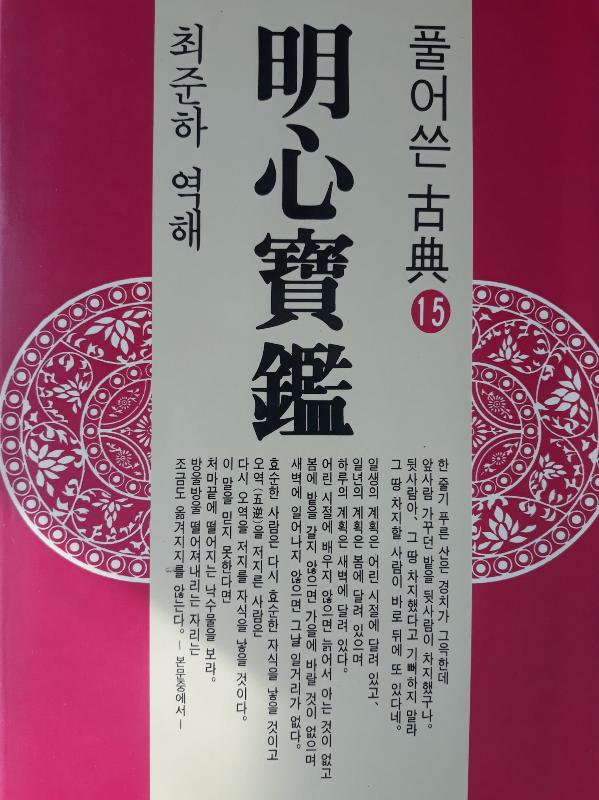 풀어쓴 古典 15
明心寶鑑
최준하 역해
한 줄기 푸른 산은 경치가 그윽한데
앞사람 가꾸던 밭을 뒷사람이 차지했구나.
뒷사람아, 그 땅 차지했다고 기뻐하지 말라
그 땅 차지할 사람이 바로 뒤에 또 있다네.
일생의 계획은 어린 시절에 달려 있고,
일년의 계획은 봄에 달려 있으며
하루의 계획은 새벽에 달려 있다.
어린 시절에 배우지 않으면 늙어서 아는 것이 없고
봄에 밭을 갈지 않으면 가을에 바랄 것이 없으며
새벽에 일어나지 않으면 그날 일거리가 없다.
효순한 사람은 다시 효순한 자식을 낳을 것이고
오역(五逆)을 저지른 사람은
다시 오역을 저지를 자식을 낳을 것이다.
이 말을 믿지 못한다면
처마끝에 떨어지는 낙수물을 보라.
방울방울 떨어져내리는 자리는
조금도 옮겨지지를 않는다. — 본문중에서 —